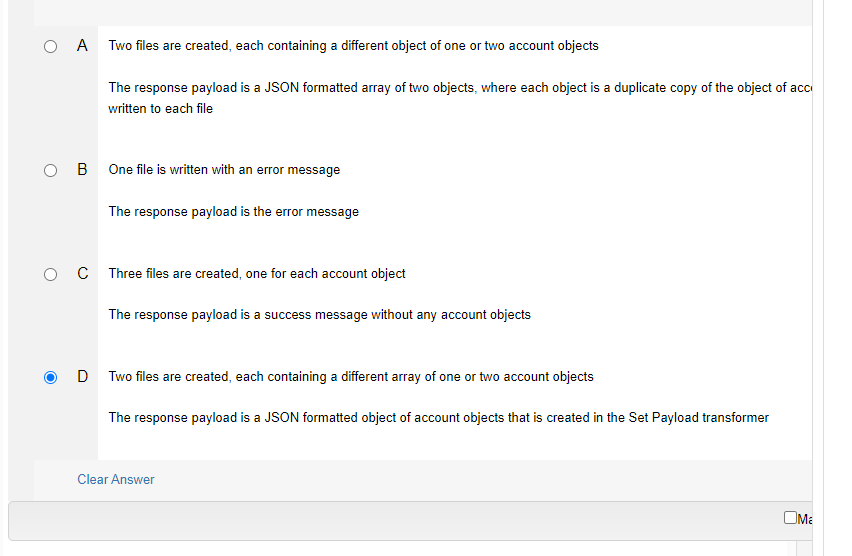 A Two files are created, each containing a different object of one or two account objects
The response payload is a JSON formatted array of two objects, where each object is a duplicate copy of the object of
written to each file
B One file is written with an error message
The response payload is the error message
C Three files are created, one for each account object
The response payload is a success message without any account objects
D Two files are created, each containing a different array of one or two account objects
The response payload is a JSON formatted object of account objects that is created in the Set Payload transformer
Clear Answer